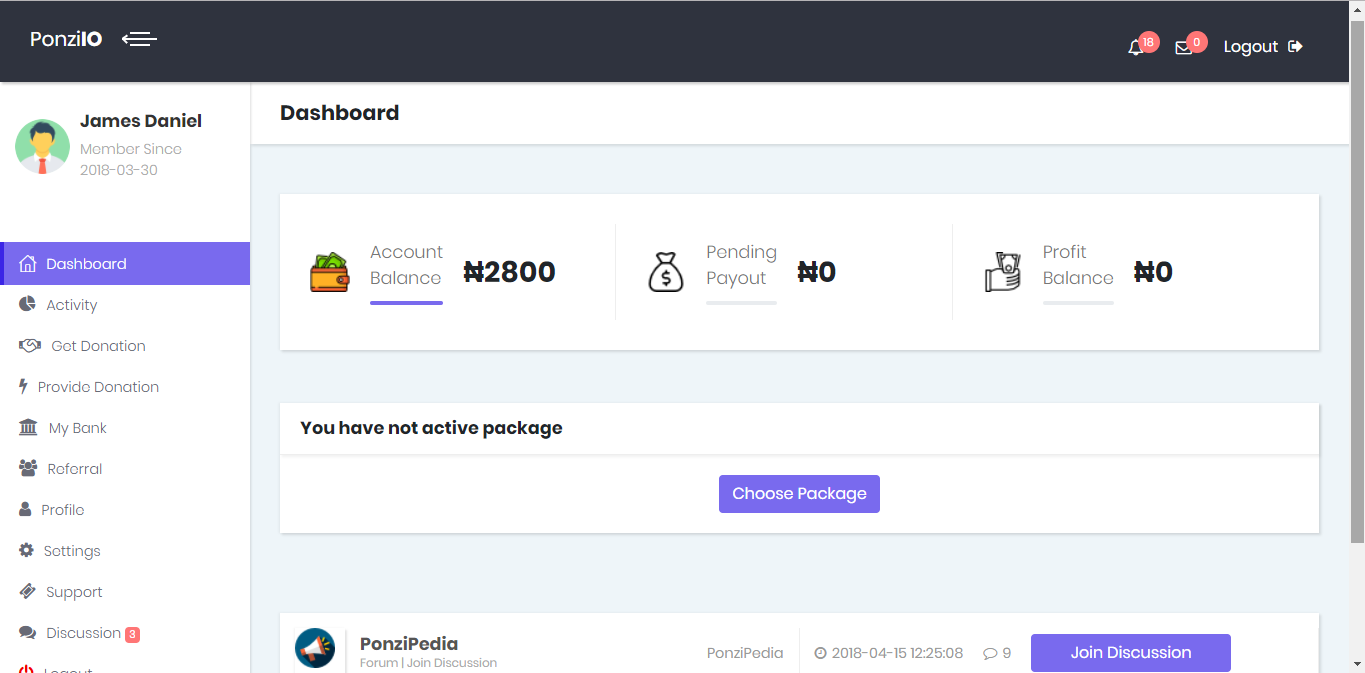 PonziIO
18
0
Logout
James Daniel
Member Since
2018-03-30
Dashboard
Activity
Get Donation
Provide Donation
My Bank
Referral
Profile
Settings
Support
Discussion 3
Logout
Dashboard
Account
Balance
₦2800
Pending
Payout
₦0
Profit
Balance
₦0
You have not active package
Choose Package
PonziPedia
Forum | Join Discussion
PonziPedia
2018-04-15 12:25:08
9
Join Discussion